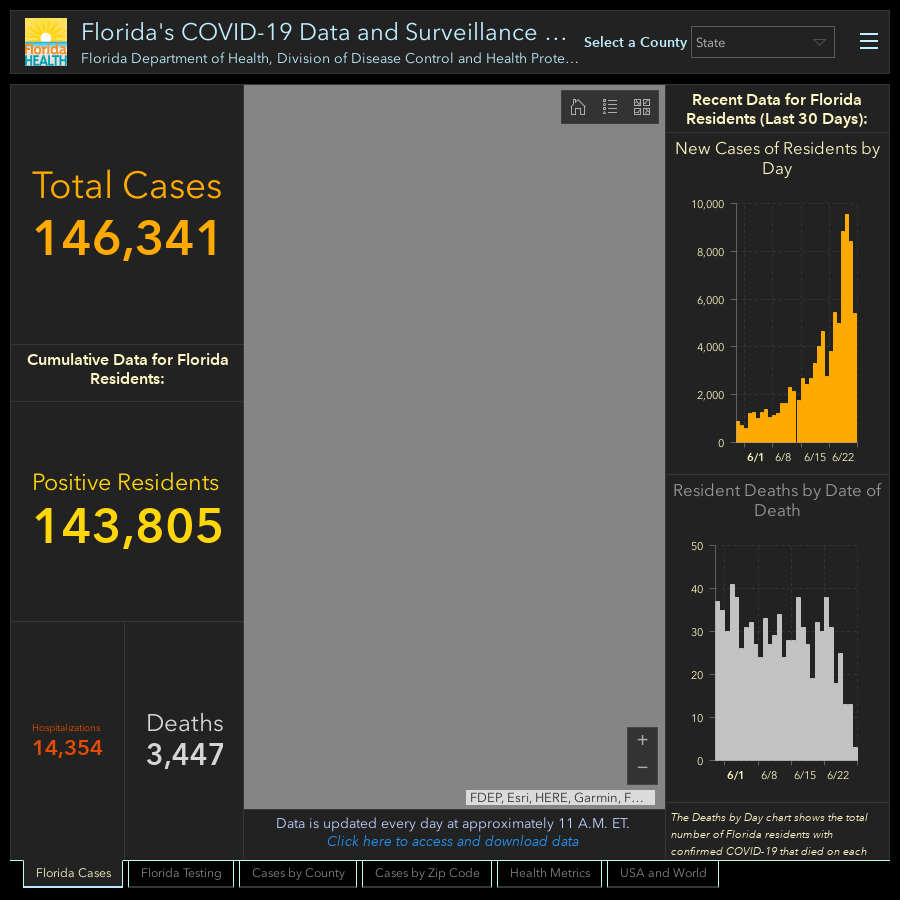 Florida HEALTH
Florida's COVID-19 Data and Surveillance ...
Florida Department of Health, Division of Disease Control and Health Prote...
Select a County
State
Total Cases
146,341
Cumulative Data for Florida
Residents:
Positive Residents
143,805
Hospitalizations
14,354
Deaths
3,447
FDEP, Esri, HERE, Garmin, F...
Data is updated every day at approximately 11 A.M. ET.
Click here to access and download data
Recent Data for Florida
Residents (Last 30 Days):
New Cases of Residents by
Day
10,000
8,000
6,000
4,000
2,000
0
6/1 6/8 6/15 6/22
Resident Deaths by Date of
Death
50
40
30
20
10
0
6/1 6/8 6/15 6/22
The Deaths by Day chart shows the total
number of Florida residents with
confirmed COVID-19 that died on each
Florida Cases
Florida Testing
Cases by County
Cases by Zip Code
Health Metrics
USA and World